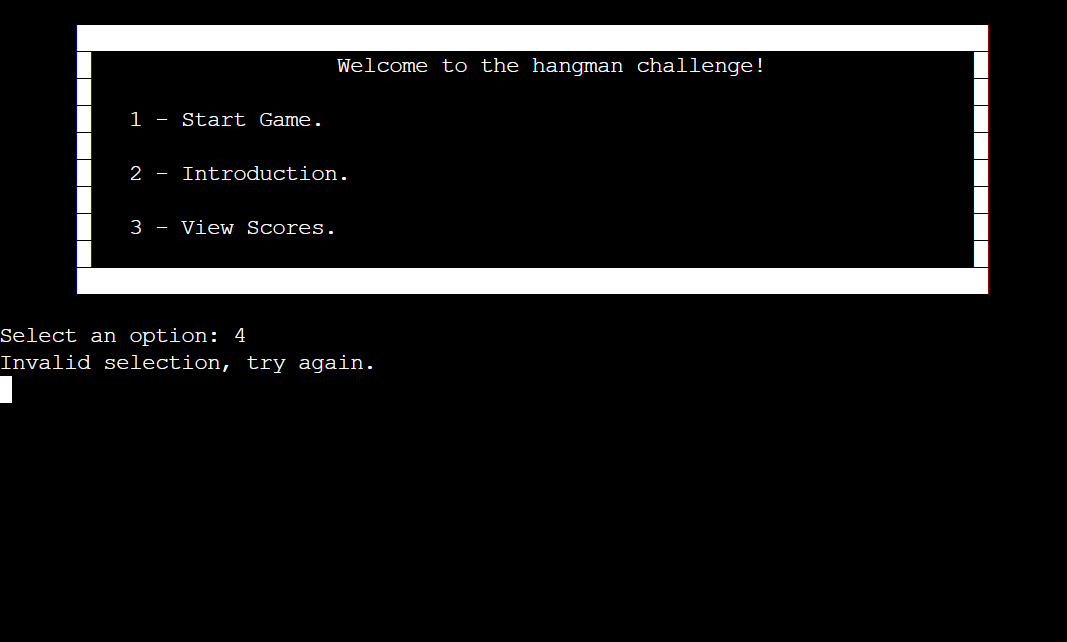 Welcome to the hangman challenge!
1 - Start Game.
2 - Introduction.
3 - View Scores.
Select an option: 4
Invalid selection, try again.